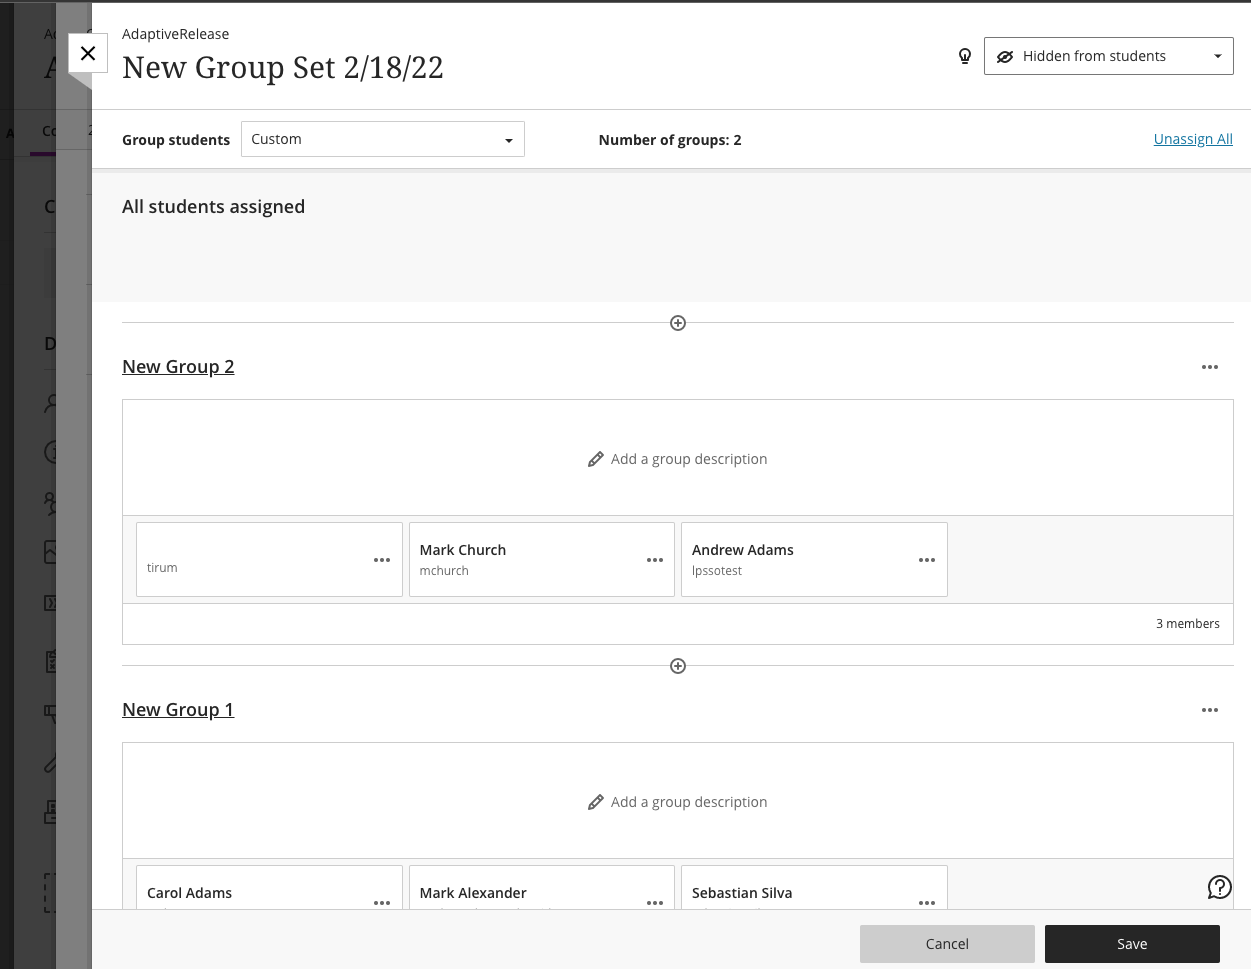 AdaptiveRelease
New Group Set 2/18/22
Hidden from students
Group students
Custom
Number of groups: 2
Unassign All
All students assigned
New Group 2
Add a group description
tirum
Mark Church
mchurch
Andrew Adams
lpssotest
3 members
New Group 1
Add a group description
Carol Adams
Mark Alexander
Sebastian Silva
Cancel
Save